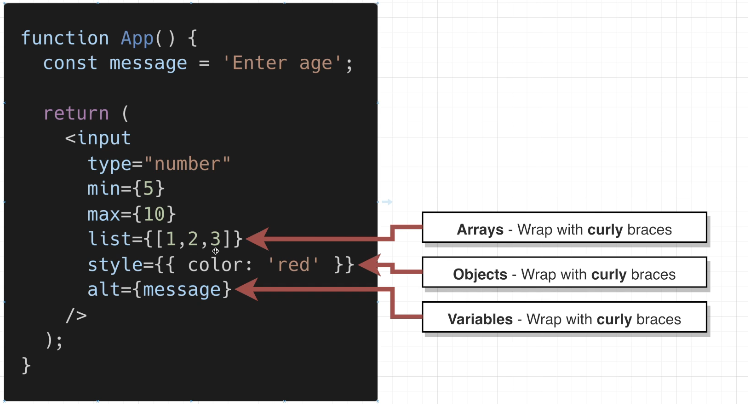 function App() {
const message = 'Enter age';
return (
<input
type="number"
min={5}
max={10}
list={[1,2,3]}
style={{ color: 'red' }}
alt={message}
/>
);
}
Arrays - Wrap with curly braces
Objects - Wrap with curly braces
Variables - Wrap with curly braces